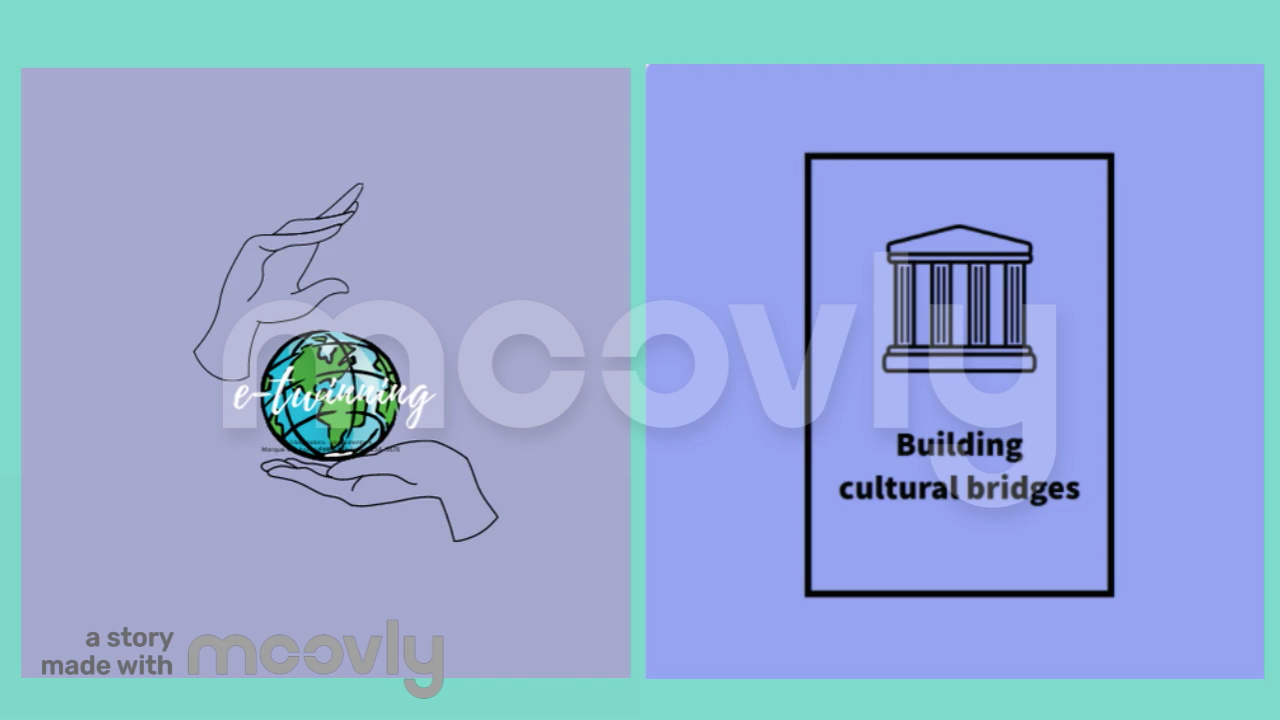 e-twinning
Building
cultural bridges
moovly
a story
made with moovly